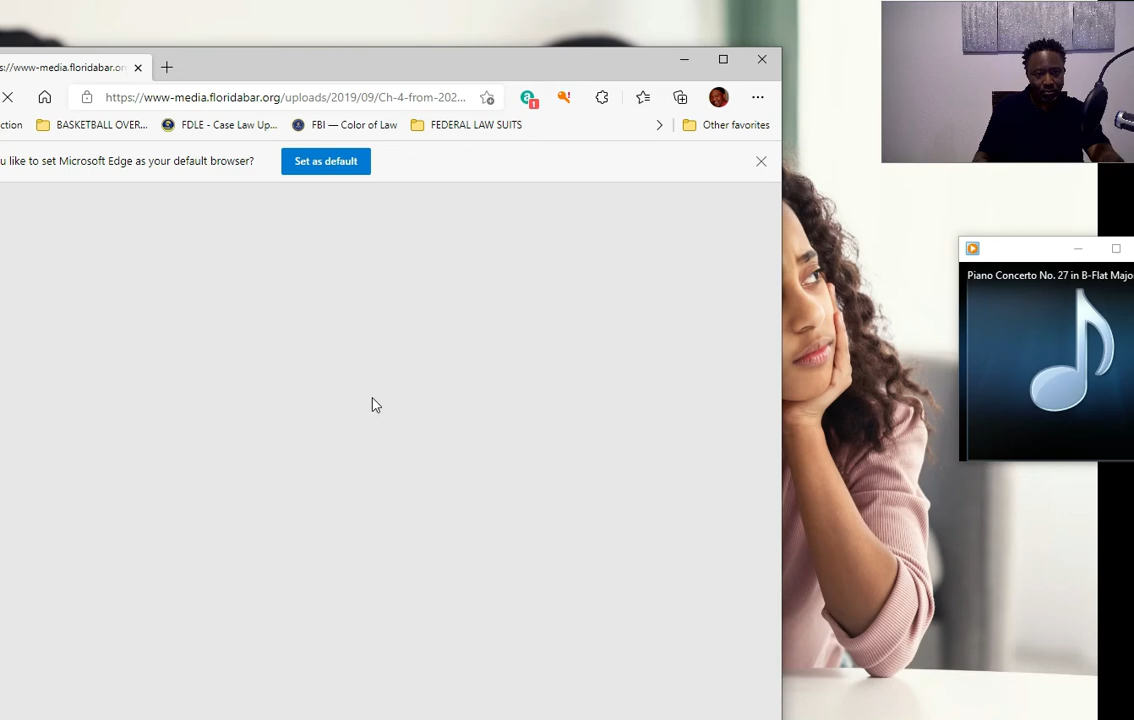 s://www-media.floridabar.or
https://www-media.floridabar.org/uploads/2019/09/Ch-4-from-202...
1
ction
BASKETBALL OVER...
FDLE - Case Law Up...
FBI — Color of Law
FEDERAL LAW SUITS
Other favorites
u like to set Microsoft Edge as your default browser?
Set as default
Piano Concerto No. 27 in B-Flat Majo